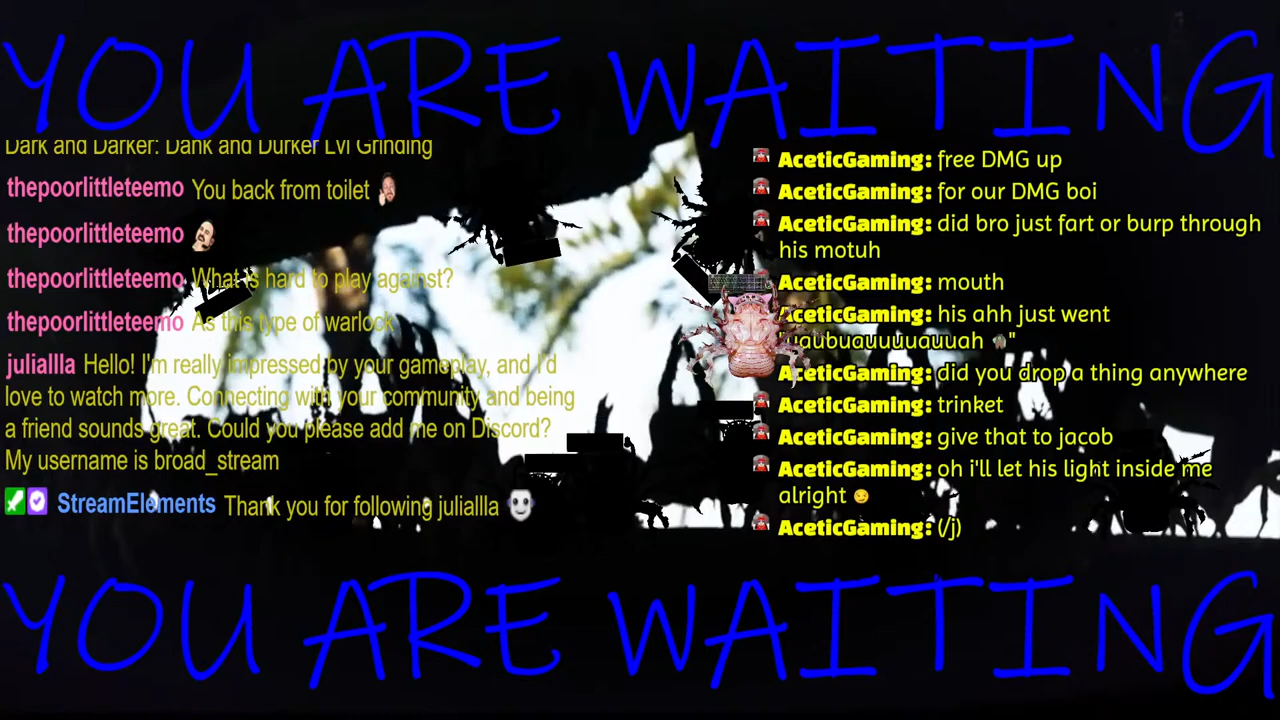 YOU ARE WAITING
Dark and Darker: Dank and Durker Lvl Grinding
thepoorlittleteemo You back from toilet
thepoorlittleteemo
thepoorlittleteemo What is hard to play against?
thepoorlittleteemo As this type of warlock
juliallla Hello! I'm really impressed by your gameplay, and I'd
love to watch more. Connecting with your community and being
a friend sounds great. Could you please add me on Discord?
My username is broad_stream
StreamElements Thank you for following juliallla
AceticGaming: free DMG up
AceticGaming: for our DMG boi
AceticGaming: did bro just fart or burp through
his motuh
AceticGaming: mouth
AceticGaming: his ahh just went
AceticGaming: did you drop a thing anywhere
AceticGaming: trinket
AceticGaming: give that to jacob
AceticGaming: oh i'll let his light inside me
alright 😏
AceticGaming: (/j)
YOU ARE WAITING